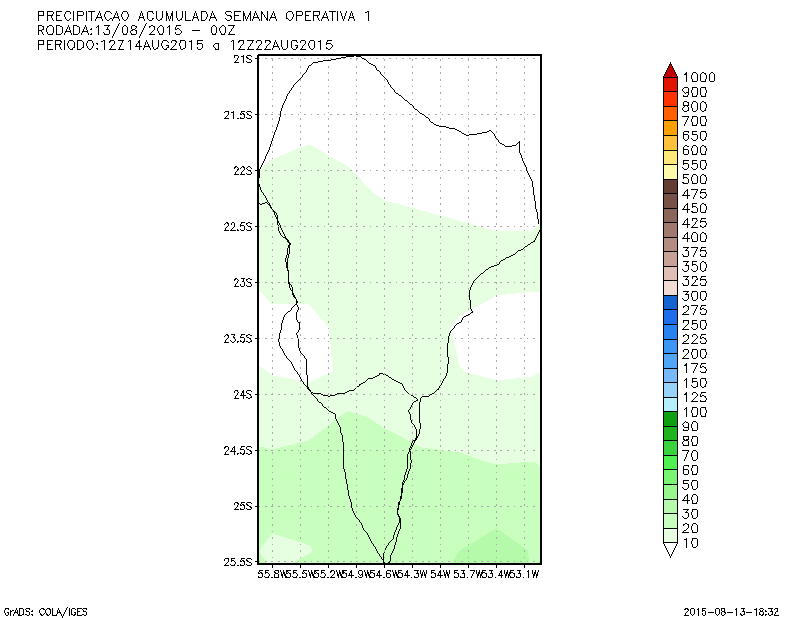 PRECIPITACAO ACUMULADA SEMANA OPERATIVA 1
RODADA:13/08/2015 - 00Z
PERIODO:12Z14AUG2015 a 12Z22AUG2015
21S
21.5S
22S
22.5S
23S
23.5S
24S
24.5S
25S
25.5S
55.8W 55.5W 55.2W 54.9W 54.6W 54.3W 54W 53.7W 53.4W 53.1W
1000
900
800
700
650
600
550
500
475
450
425
400
375
350
325
300
275
250
225
200
175
150
125
100
90
80
70
60
50
40
30
20
10
GrADS: COLA/IGES
2015-08-13-18:32